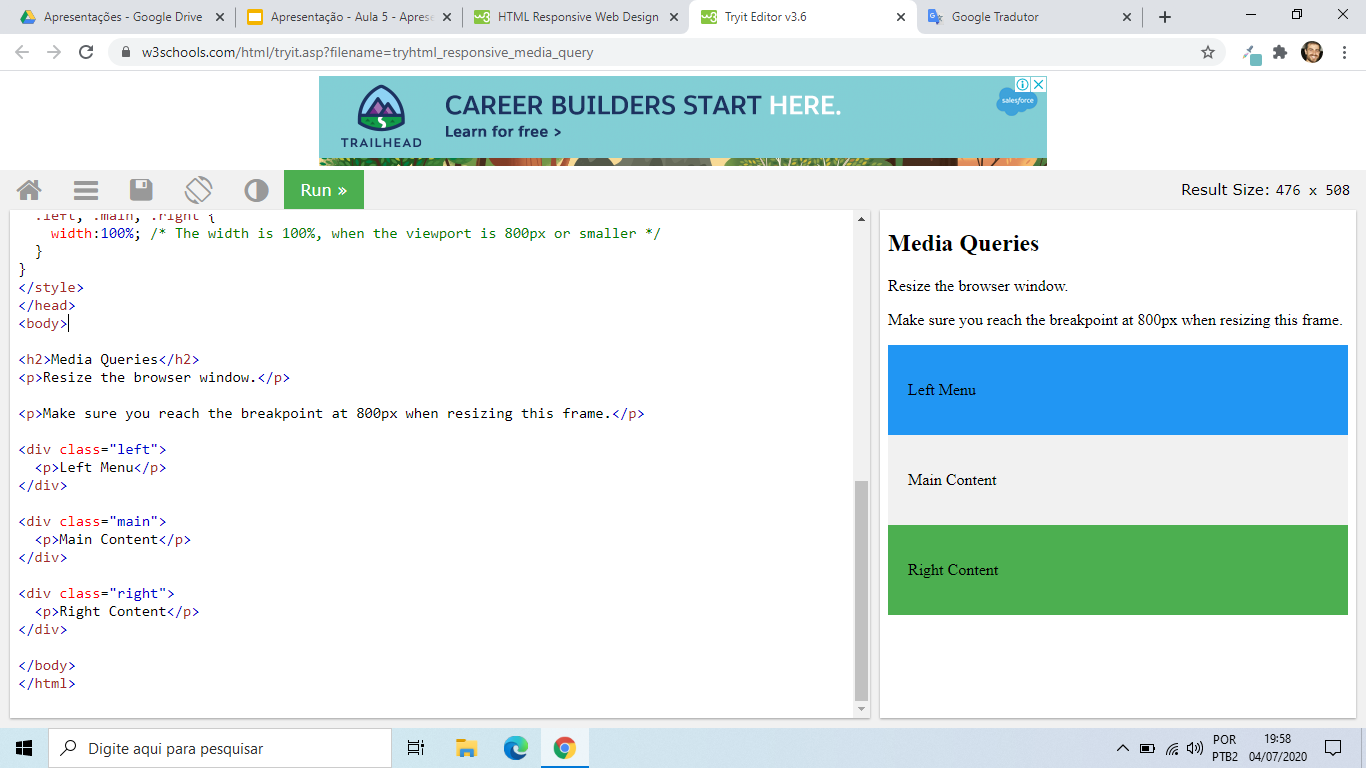 Apresentações - Google Drive
Apresentação - Aula 5 - Aprese
HTML Responsive Web Design
Tryit Editor v3.6
Google Tradutor
w3schools.com/html/tryit.asp?filename=tryhtml_responsive_media_query
TRAILHEAD
CAREER BUILDERS START HERE.
Learn for free >
salesforce
Run »
Result Size: 476 x 508
.left, .main, .right {
width:100%; /* The width is 100%, when the viewport is 800px or smaller */
}
}
</style>
</head>
<body>
<h2>Media Queries</h2>
<p>Resize the browser window.</p>
<p>Make sure you reach the breakpoint at 800px when resizing this frame.</p>
<div class="left">
<p>Left Menu</p>
</div>
<div class="main">
<p>Main Content</p>
</div>
<div class="right">
<p>Right Content</p>
</div>
</body>
</html>
Media Queries
Resize the browser window.
Make sure you reach the breakpoint at 800px when resizing this frame.
Left Menu
Main Content
Right Content
Digite aqui para pesquisar
POR
PTB2
19:58
04/07/2020